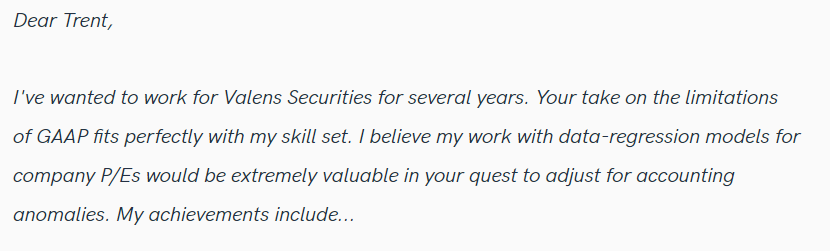 Dear Trent,
I've wanted to work for Valens Securities for several years. Your take on the limitations
of GAAP fits perfectly with my skill set. I believe my work with data-regression models for
company P/Es would be extremely valuable in your quest to adjust for accounting
anomalies. My achievements include...